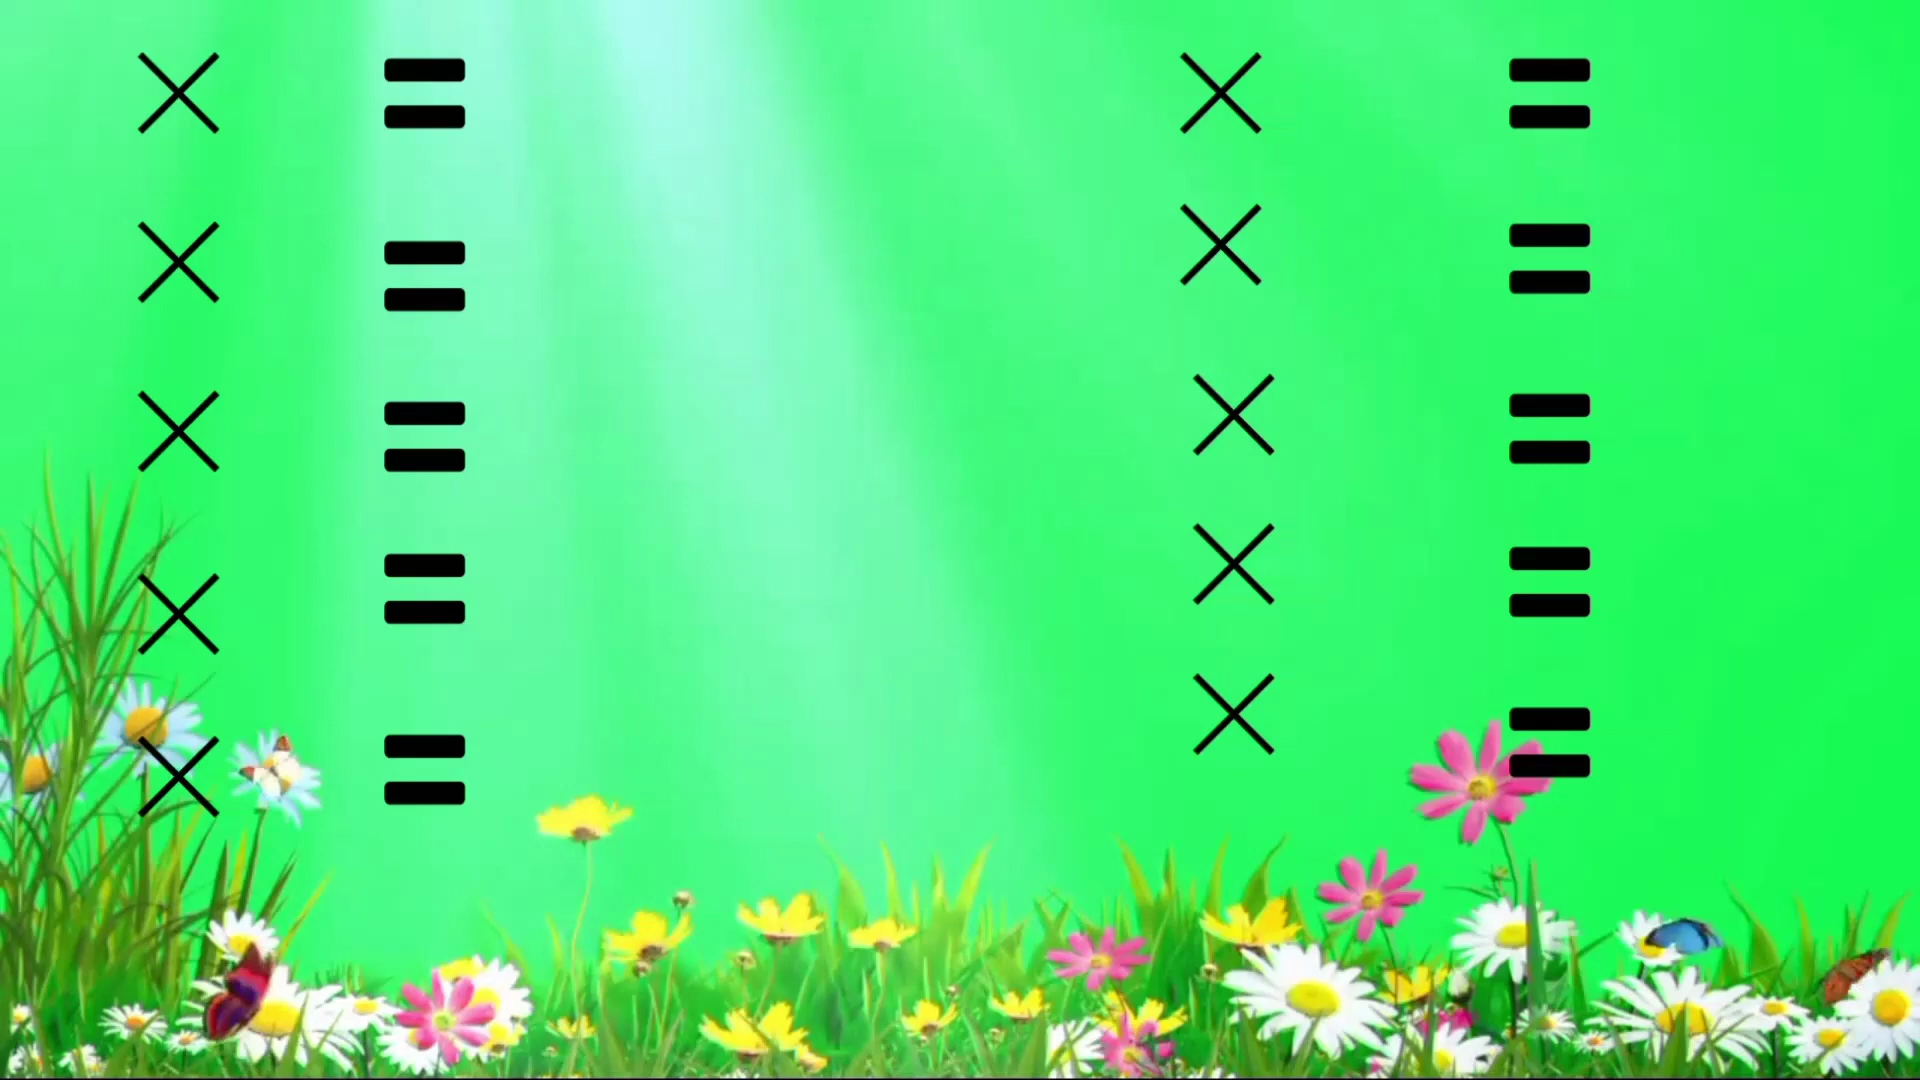 × = × =
× = × =
× = × =
× = × =
× = × =